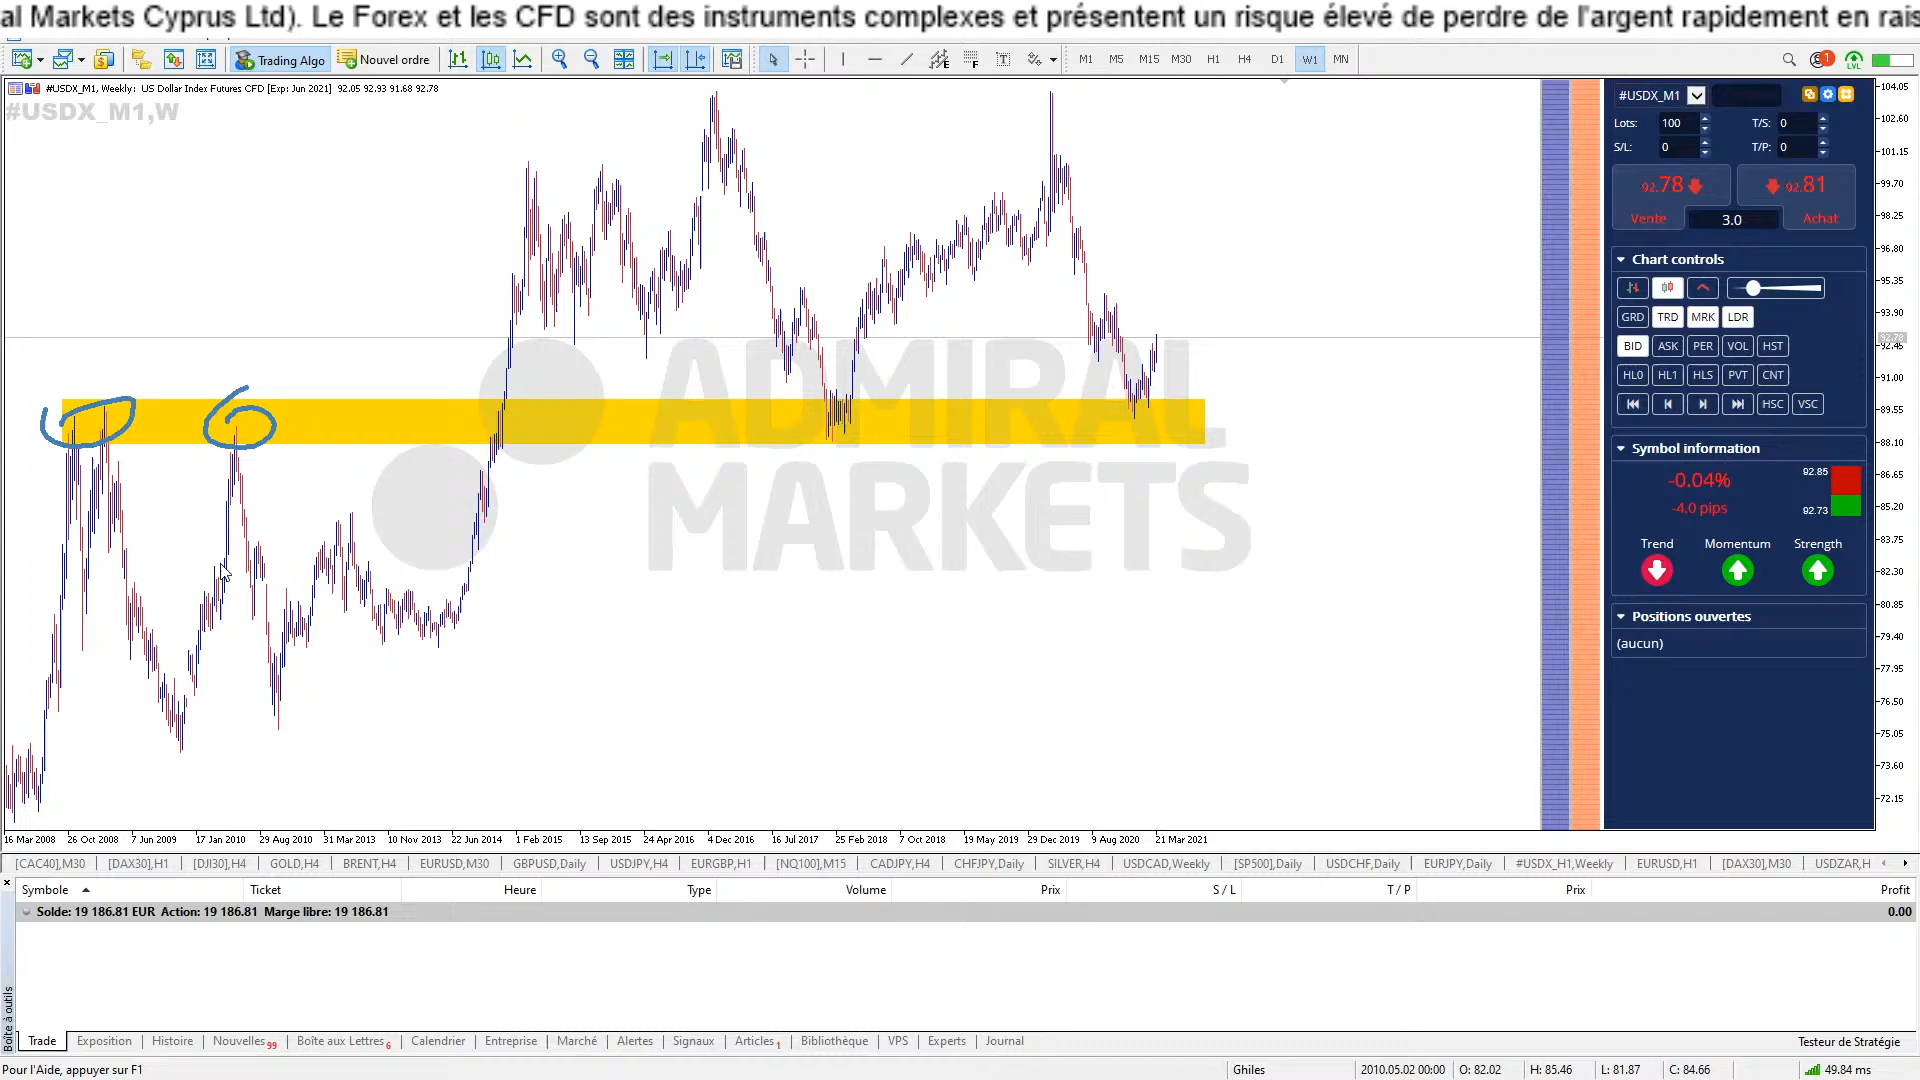 al Markets Cyprus Ltd). Le Forex et les CFD sont des instruments complexes et présentent un risque élevé de perdre de l'argent rapidement en rais
Trading Algo Nouvel ordre M1 M5 M15 M30 H1 H4 D1 W1 MN 1 LVL
#USDX_M1, Weekly: US Dollar Index Futures CFD [Exp: Jun 2021] 92.05 92.93 91.68 92.78
#USDX_M1,W
ADMIRAL
MARKETS
104.05
102.60
101.15
99.70
98.25
96.80
95.35
93.90
92.78
92.45
91.00
89.55
88.10
86.65
85.20
83.75
82.30
80.85
79.40
77.95
76.50
75.05
73.60
72.15
16 Mar 2008 26 Oct 2008 7 Jun 2009 17 Jan 2010 29 Aug 2010 31 Mar 2013 10 Nov 2013 22 Jun 2014 1 Feb 2015 13 Sep 2015 24 Apr 2016 4 Dec 2016 16 Jul 2017 25 Feb 2018 7 Oct 2018 19 May 2019 29 Dec 2019 9 Aug 2020 21 Mar 2021
#USDX_M1
Lots: 100 T/S: 0
S/L: 0 T/P: 0
92.78 92.81
Vente 3.0 Achat
Chart controls
GRD TRD MRK LDR
BID ASK PER VOL HST
HL0 HL1 HLS PVT CNT
HSC VSC
Symbol information
-0.04% 92.85
-4.0 pips 92.73
Trend Momentum Strength
Positions ouvertes
(aucun)
[CAC40],M30 [DAX30],H1 [DJI30],H4 GOLD,H4 BRENT,H4 EURUSD,M30 GBPUSD,Daily USDJPY,H4 EURGBP,H1 [NQ100],M15 CADJPY,H4 CHFJPY,Daily SILVER,H4 USDCAD,Weekly [SP500],Daily USDCHF,Daily EURJPY,Daily #USDX_H1,Weekly EURUSD,H1 [DAX30],M30 USDZAR,H
Symbole Ticket Heure Type Volume Prix S / L T / P Prix Profit
Solde: 19 186.81 EUR Action: 19 186.81 Marge libre: 19 186.81 0.00
Boîte à outils
Trade Exposition Histoire Nouvelles 99 Boîte aux Lettres 6 Calendrier Entreprise Marché Alertes Signaux Articles 1 Bibliothèque VPS Experts Journal Testeur de Stratégie
Pour l'Aide, appuyer sur F1 Ghiles 2010.05.02 00:00 O: 82.02 H: 85.46 L: 81.87 C: 84.66 49.84 ms